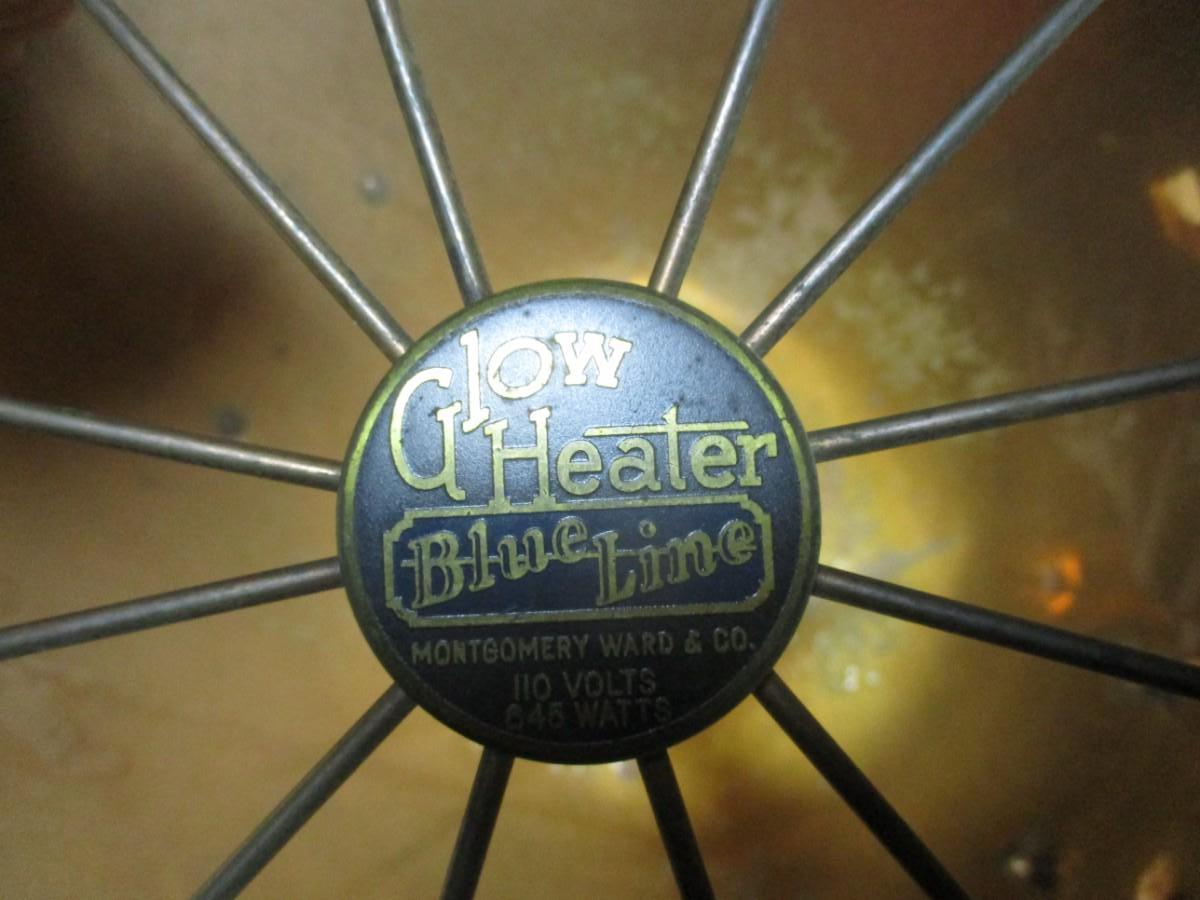 Glow
Heater
Blue Line
MONTGOMERY WARD & CO.
110 VOLTS
645 WATTS